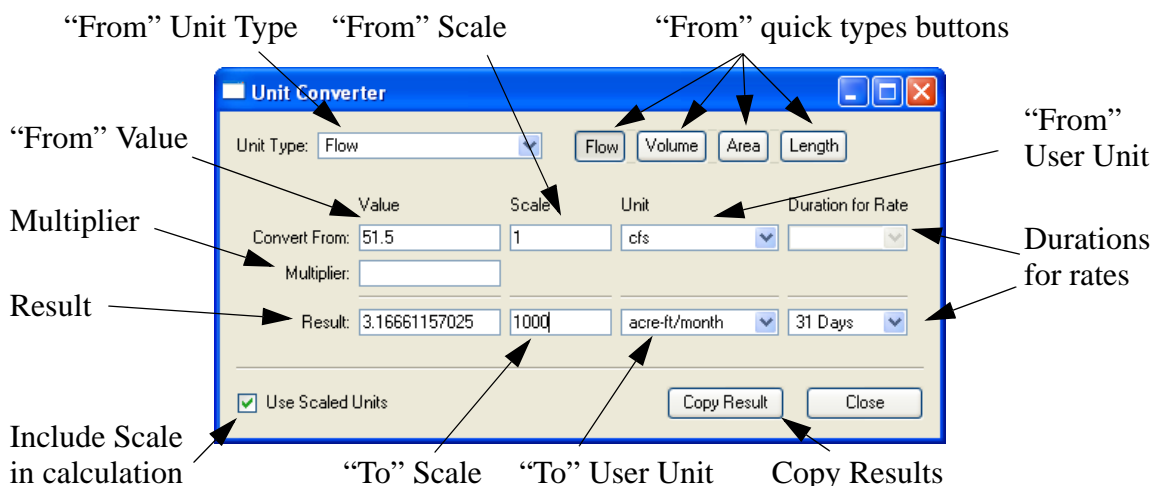 “From” Unit Type “From” Scale “From” quick types buttons
Unit Converter
“From” Value
“From”
User Unit
Unit Type: Flow Flow Volume Area Length
Multiplier
Value Scale Unit Duration for Rate
Convert From: 51.5 1 cfs
Durations
for rates
Multiplier:
Result
Result: 3.16661157025 1000 acre-ft/month 31 Days
Use Scaled Units Copy Result Close
Include Scale
in calculation
“To” Scale “To” User Unit Copy Results